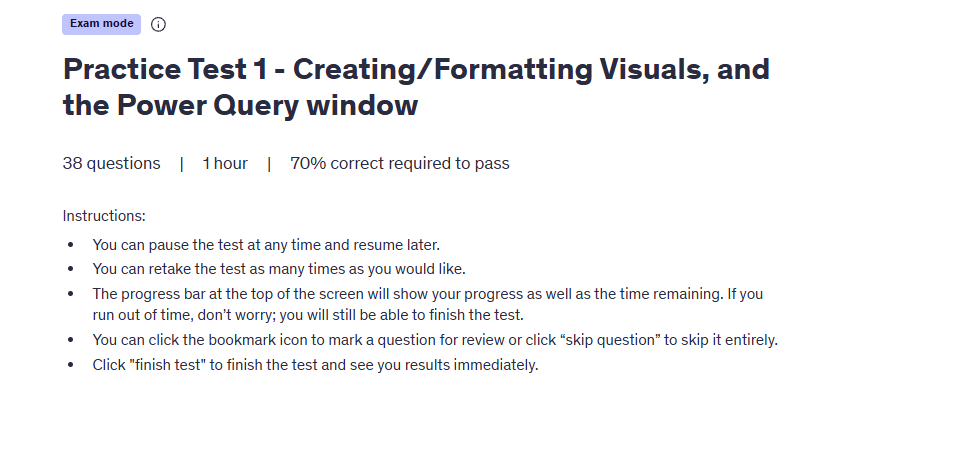 Exam mode
Practice Test 1 - Creating/Formatting Visuals, and
the Power Query window
38 questions | 1 hour | 70% correct required to pass
Instructions:
• You can pause the test at any time and resume later.
• You can retake the test as many times as you would like.
• The progress bar at the top of the screen will show your progress as well as the time remaining. If you
run out of time, don't worry; you will still be able to finish the test.
• You can click the bookmark icon to mark a question for review or click “skip question” to skip it entirely.
• Click "finish test" to finish the test and see you results immediately.